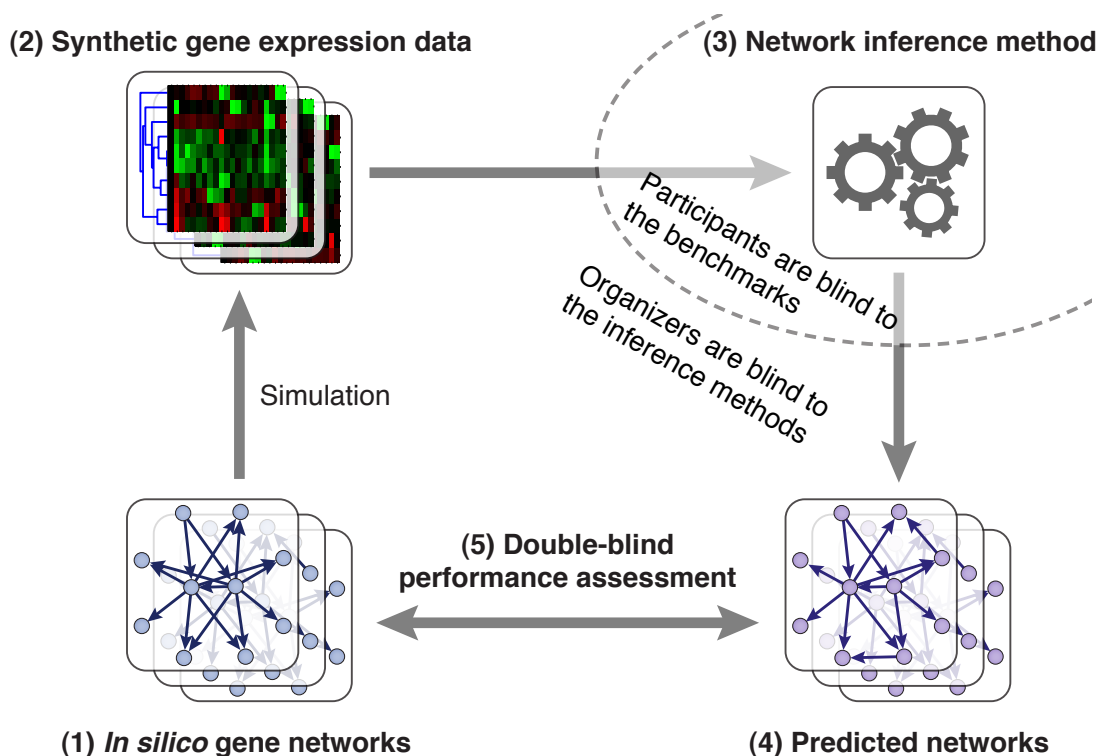 (2) Synthetic gene expression data
(3) Network inference method
Participants are blind to
the benchmarks
Organizers are blind to
the inference methods
Simulation
(5) Double-blind
performance assessment
(1) In silico gene networks
(4) Predicted networks